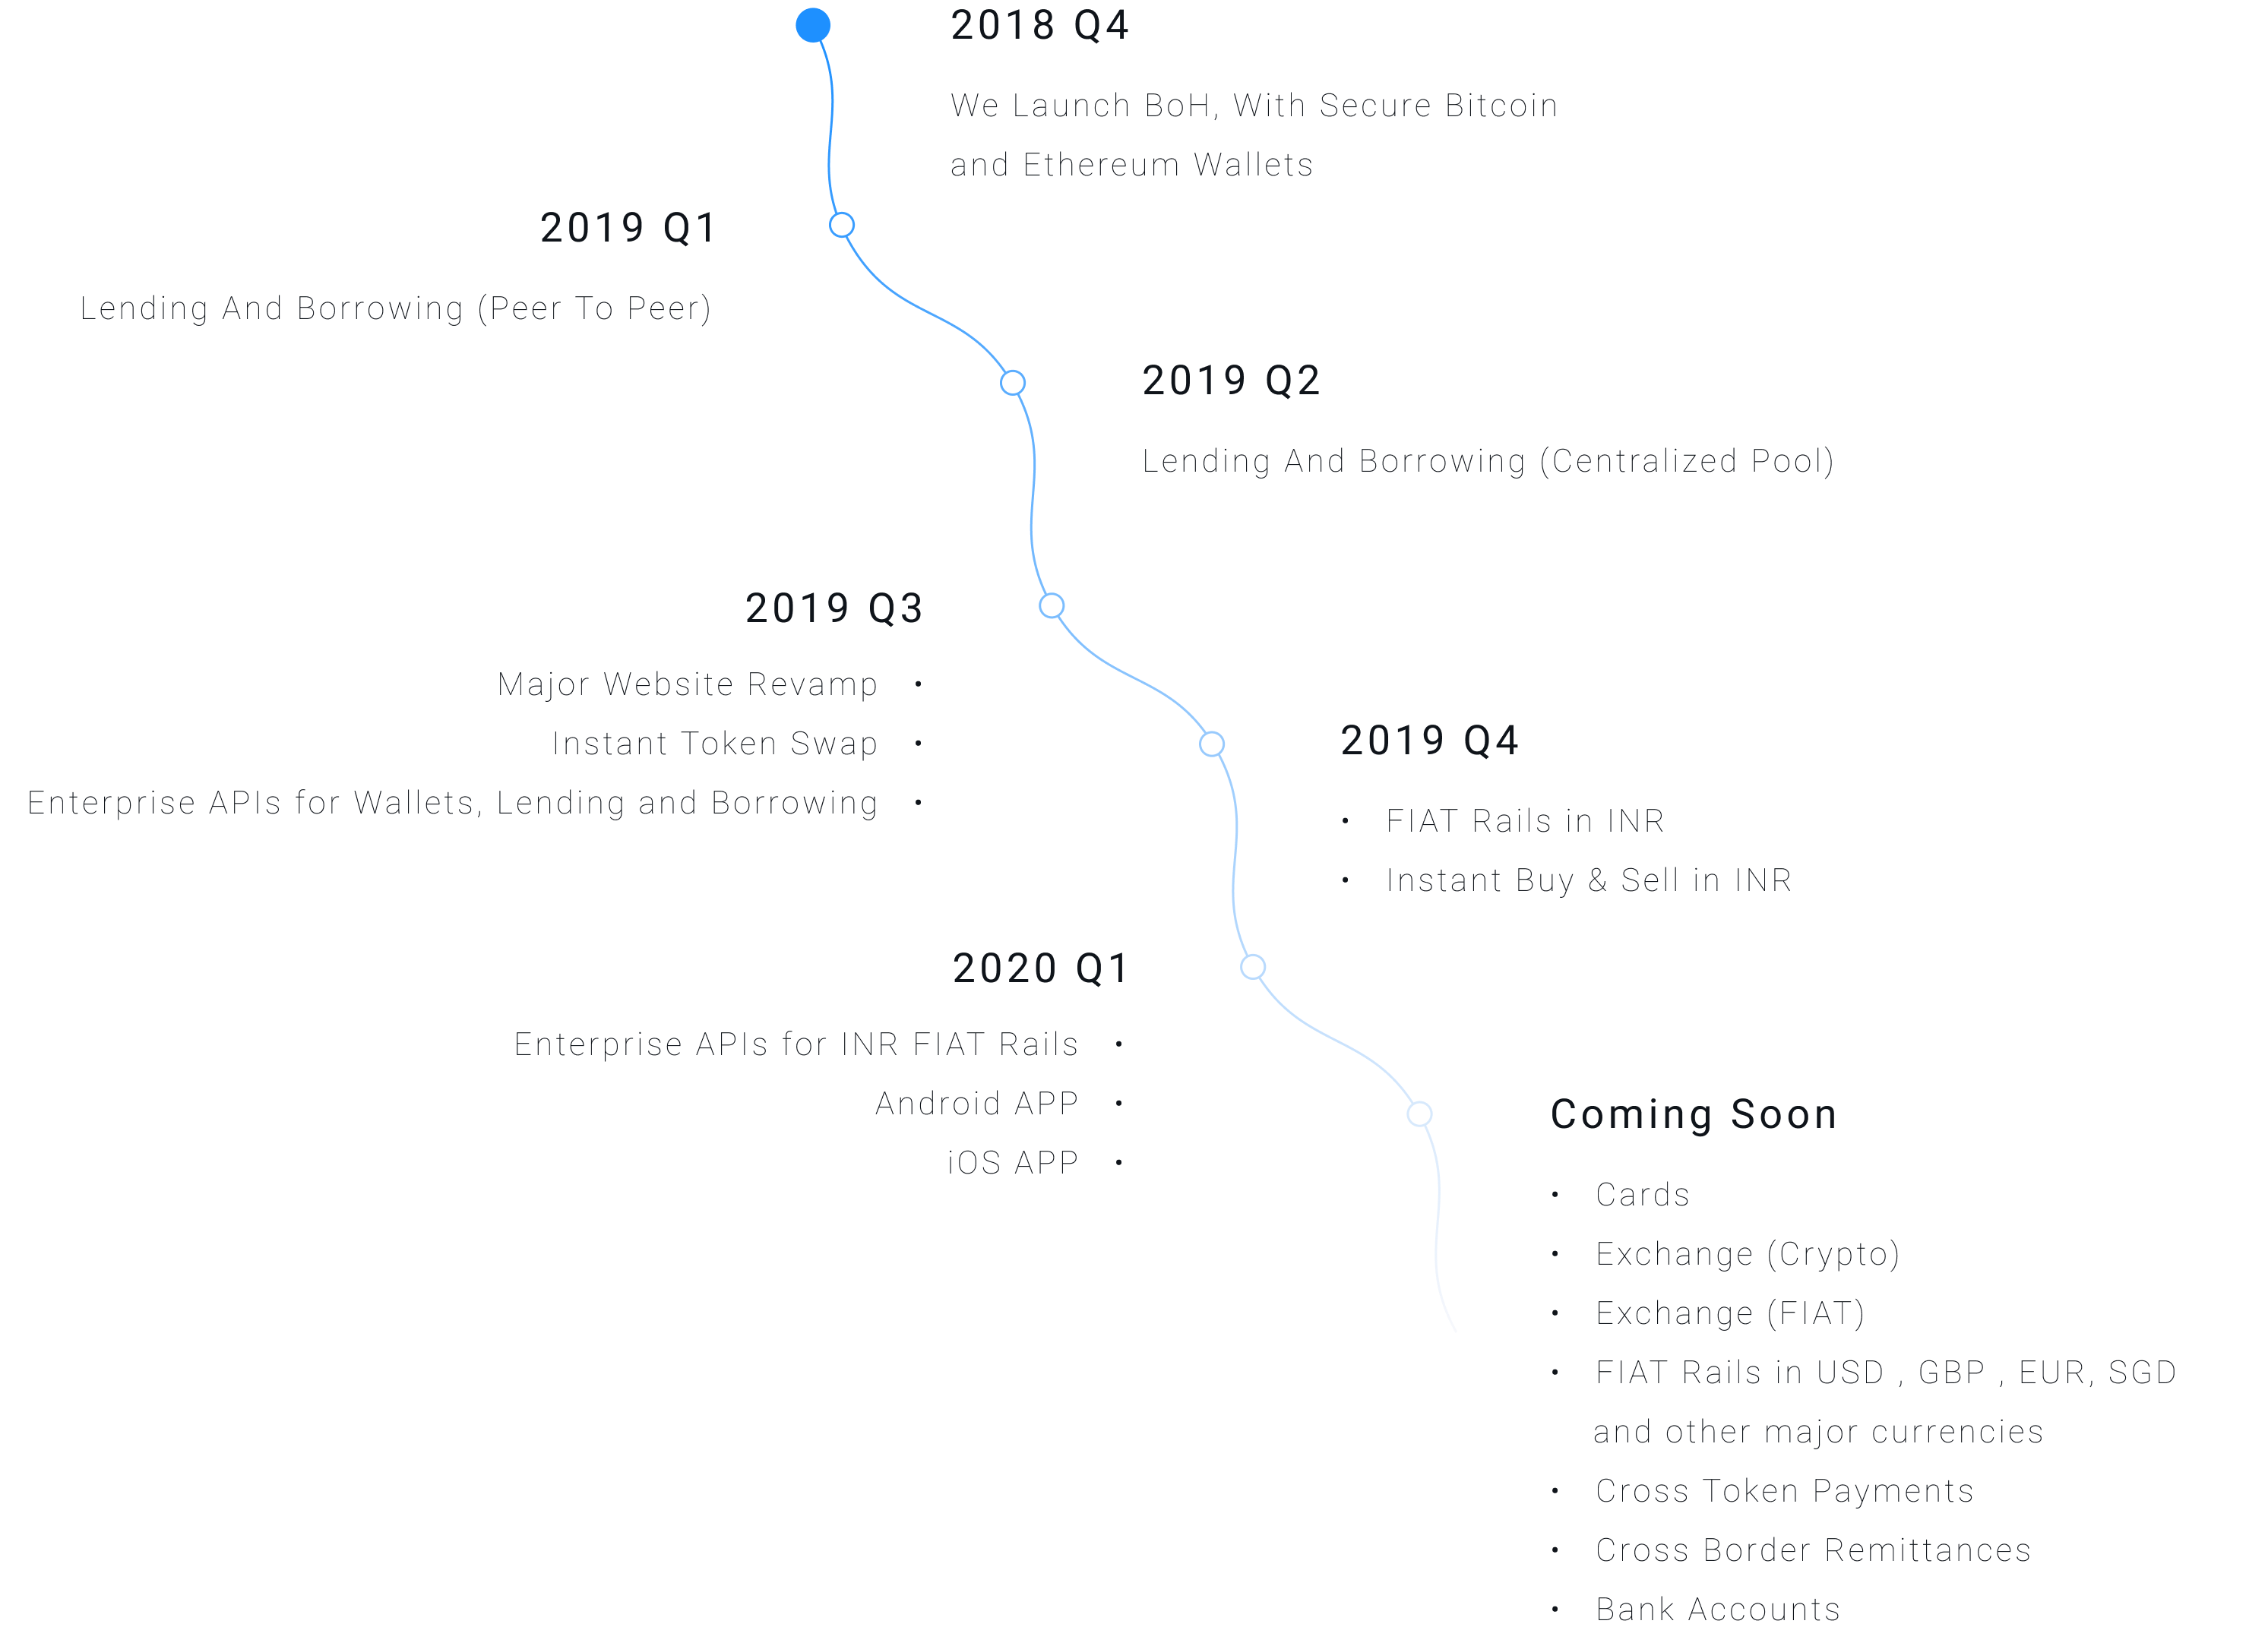 2018 Q4
We Launch BoH, With Secure Bitcoin
and Ethereum Wallets
2019 Q1
Lending And Borrowing (Peer To Peer)
2019 Q2
Lending And Borrowing (Centralized Pool)
2019 Q3
Major Website Revamp •
Instant Token Swap •
Enterprise APIs for Wallets, Lending and Borrowing •
2019 Q4
• FIAT Rails in INR
• Instant Buy & Sell in INR
2020 Q1
Enterprise APIs for INR FIAT Rails •
Android APP •
iOS APP •
Coming Soon
• Cards
• Exchange (Crypto)
• Exchange (FIAT)
• FIAT Rails in USD , GBP , EUR, SGD
and other major currencies
• Cross Token Payments
• Cross Border Remittances
• Bank Accounts